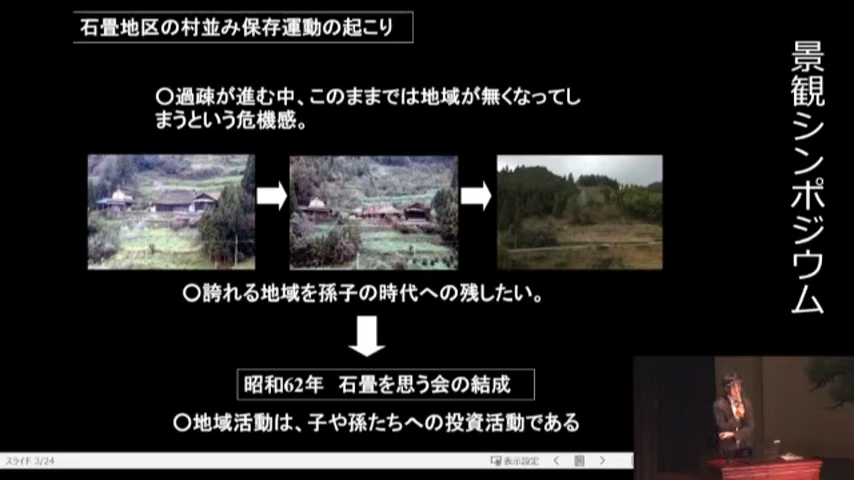 石畳地区の村並み保存運動の起こり
景観シンポジウム
〇過疎が進む中、このままでは地域が無くなってし
まうという危機感。
〇誇れる地域を孫子の時代への残したい。
昭和62年 石畳を思う会の結成
〇地域活動は、子や孫たちへの投資活動である
スライド 3/24
表示設定